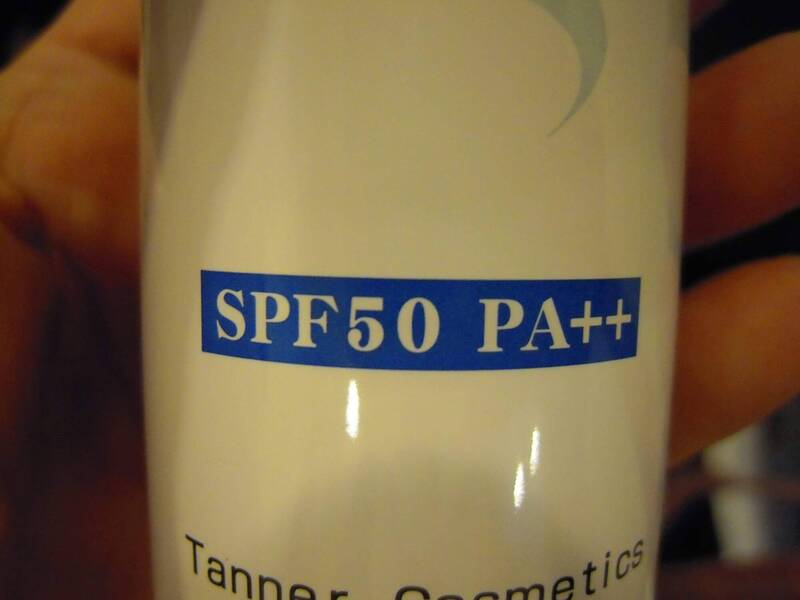 SPF50 PA++
Tanner Cosmetics